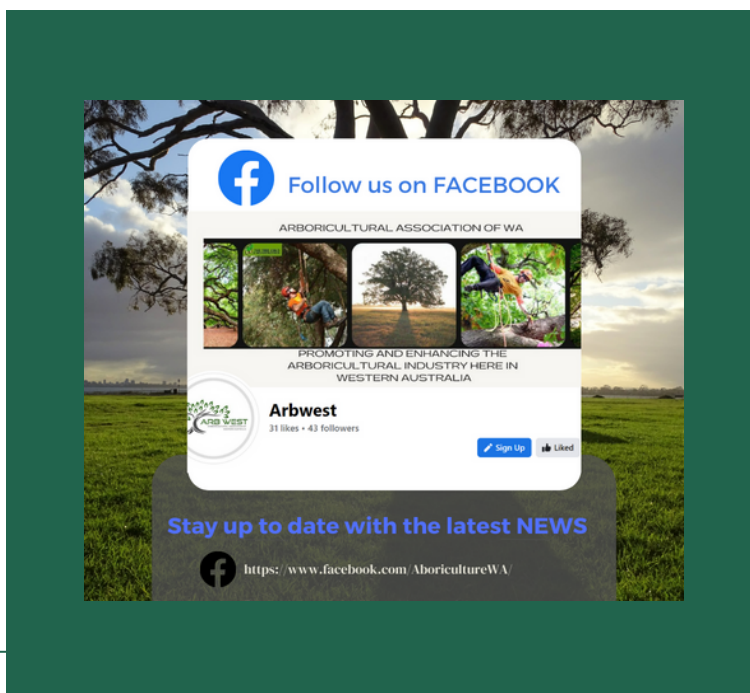 Follow us on FACEBOOK
ARBORICULTURAL ASSOCIATION OF WA
PROMOTING AND ENHANCING THE
ARBORICULTURAL INDUSTRY HERE IN
WESTERN AUSTRALIA
ARB WEST
Arbwest
31 likes • 43 followers
Sign Up
Liked
Stay up to date with the latest NEWS
https://www.facebook.com/AboricultureWA/